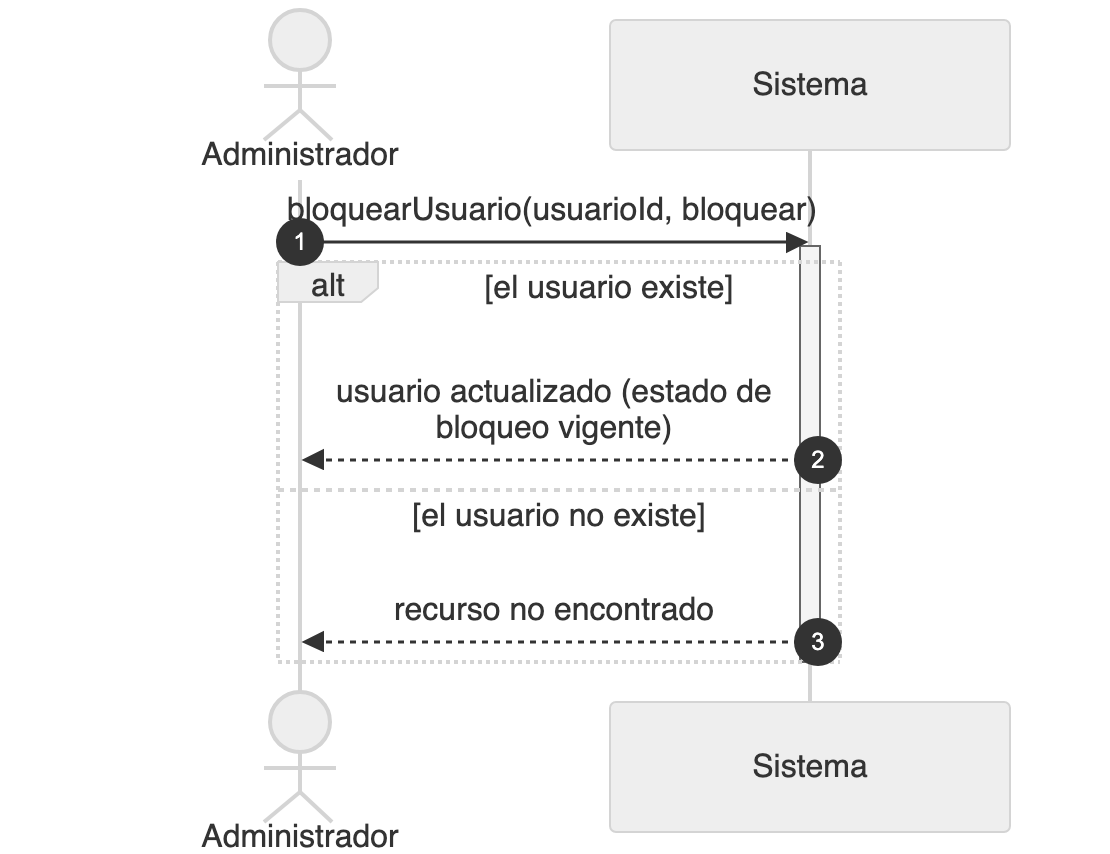 Sistema
Administrador
bloquearUsuario(usuarioId, bloquear)
1
alt
[el usuario existe]
usuario actualizado (estado de
bloqueo vigente)
2
[el usuario no existe]
recurso no encontrado
3
Sistema
Administrador